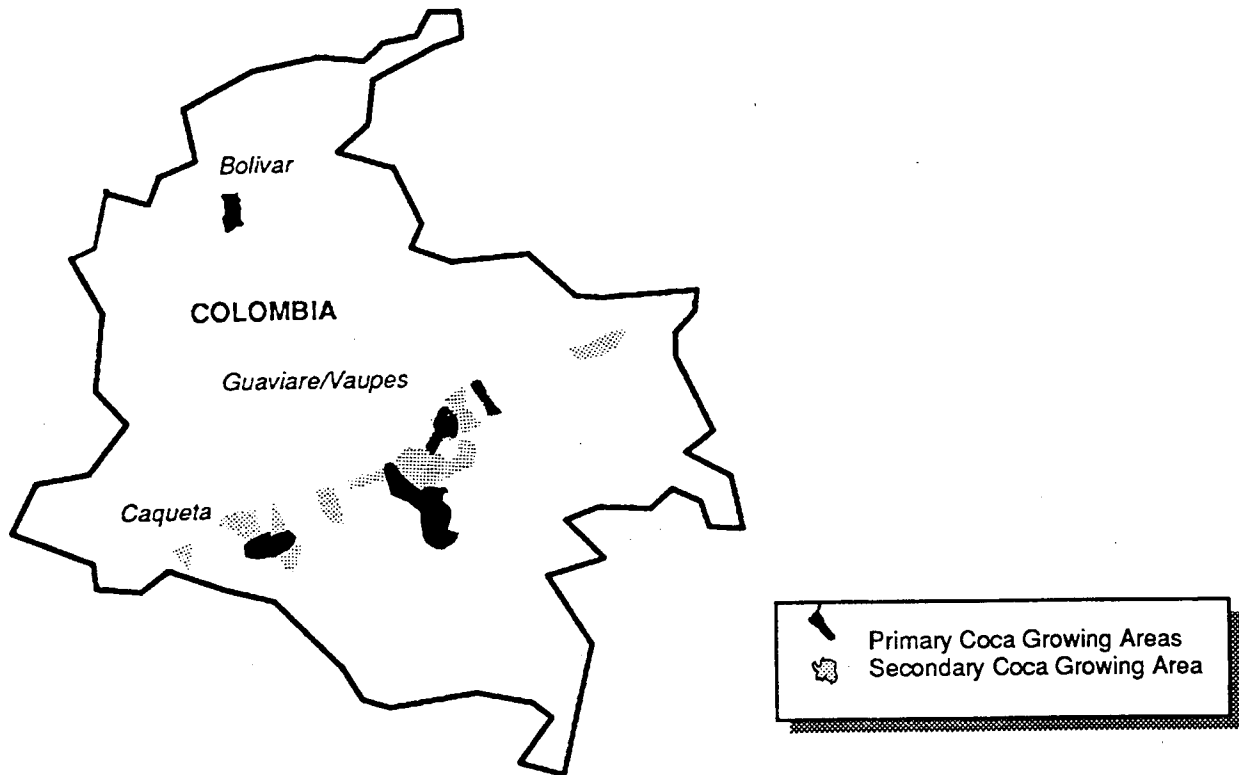 Bolivar
COLOMBIA
Guaviare/Vaupes
Caqueta
Primary Coca Growing Areas
Secondary Coca Growing Area